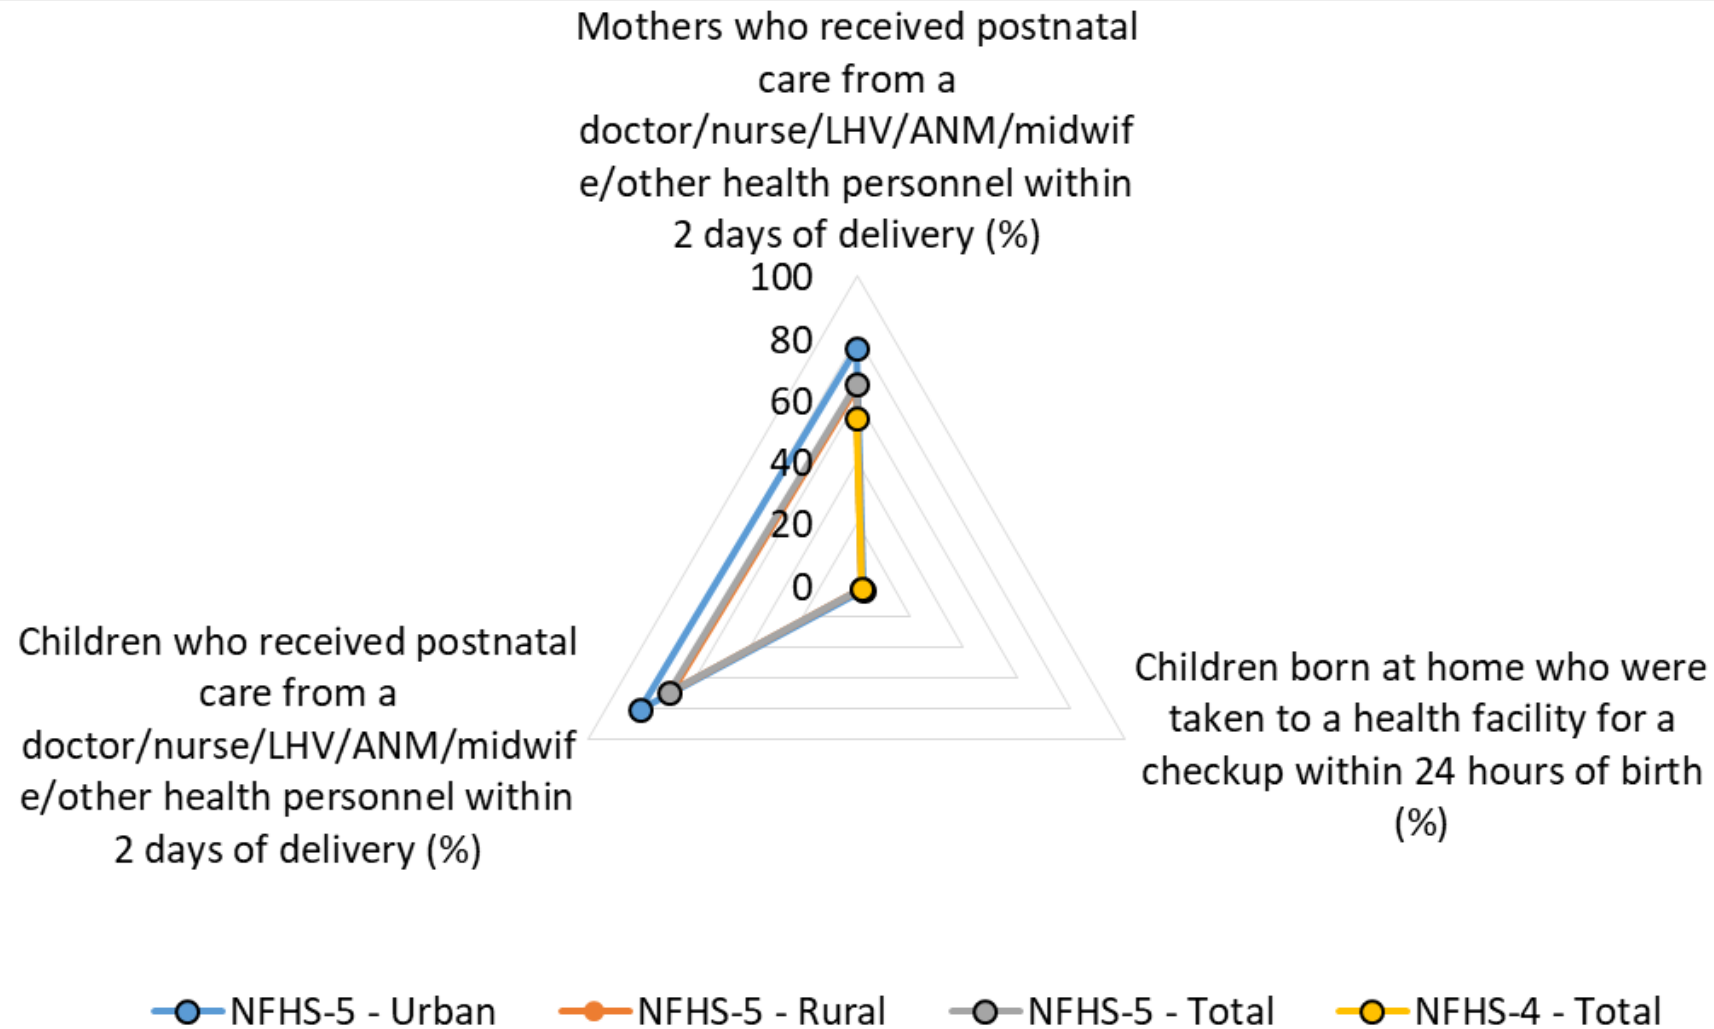 Mothers who received postnatal
care from a
doctor/nurse/LHV/ANM/midwif
e/other health personnel within
2 days of delivery (%)
100
80
60
40
20
0
Children who received postnatal
care from a
doctor/nurse/LHV/ANM/midwif
e/other health personnel within
2 days of delivery (%)
Children born at home who were
taken to a health facility for a
checkup within 24 hours of birth
(%)
NFHS-5 - Urban NFHS-5 - Rural NFHS-5 - Total NFHS-4 - Total